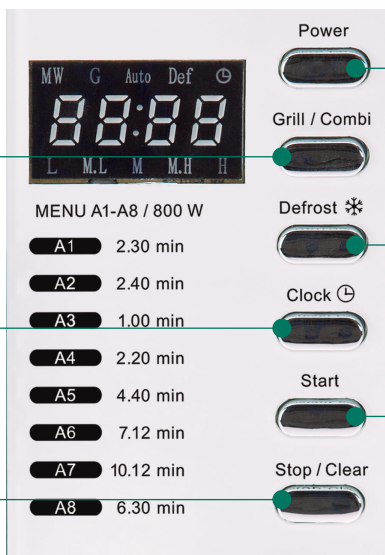 Power
MW G Auto Def
88:88
L M.L M M.H H
Grill / Combi
MENU A1-A8 / 800 W
Defrost
A1 2.30 min
A2 2.40 min
Clock
A3 1.00 min
A4 2.20 min
Start
A5 4.40 min
A6 7.12 min
A7 10.12 min
Stop / Clear
A8 6.30 min